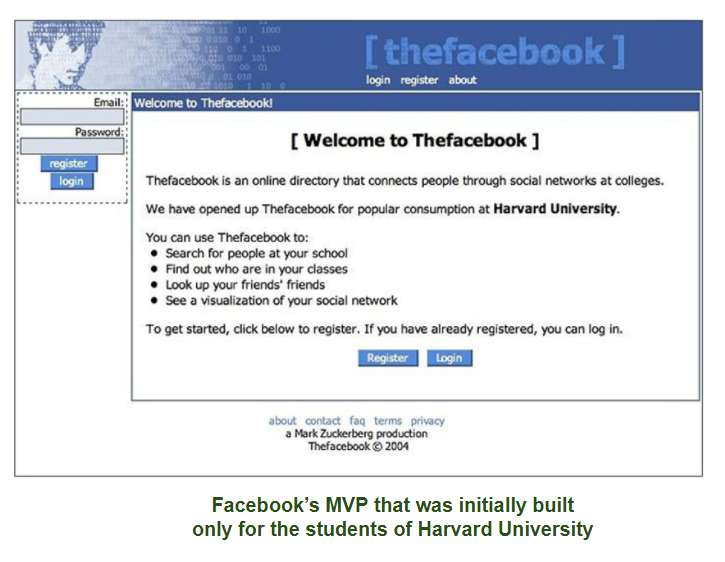 [ thefacebook ]
login register about
Email:
Password:
register
login
Welcome to Thefacebook!
[ Welcome to Thefacebook ]
Thefacebook is an online directory that connects people through social networks at colleges.
We have opened up Thefacebook for popular consumption at Harvard University.
You can use Thefacebook to:
• Search for people at your school
• Find out who are in your classes
• Look up your friends' friends
• See a visualization of your social network
To get started, click below to register. If you have already registered, you can log in.
Register Login
about contact faq terms privacy
a Mark Zuckerberg production
Thefacebook © 2004
Facebook's MVP that was initially built
only for the students of Harvard University